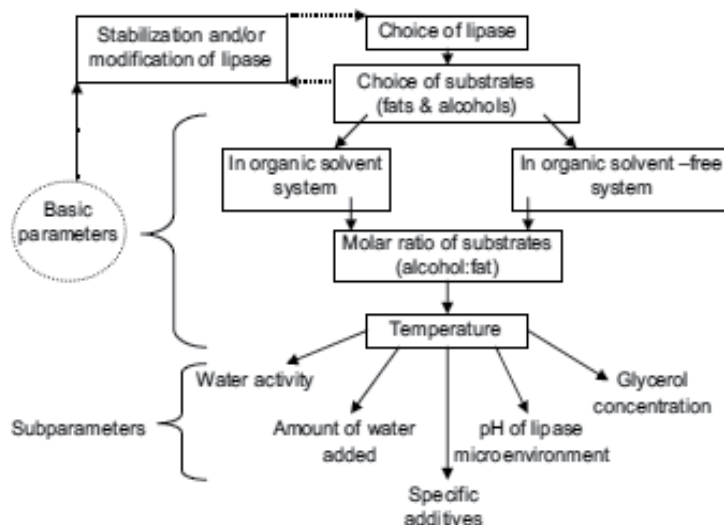 Stabilization and/or
modification of lipase
Choice of lipase
Choice of substrates
(fats & alcohols)
In organic solvent
system
In organic solvent –free
system
Basic
parameters
Molar ratio of substrates
(alcohol:fat)
Temperature
Water activity
Glycerol
concentration
Subparameters
Amount of water
added
pH of lipase
microenvironment
Specific
additives